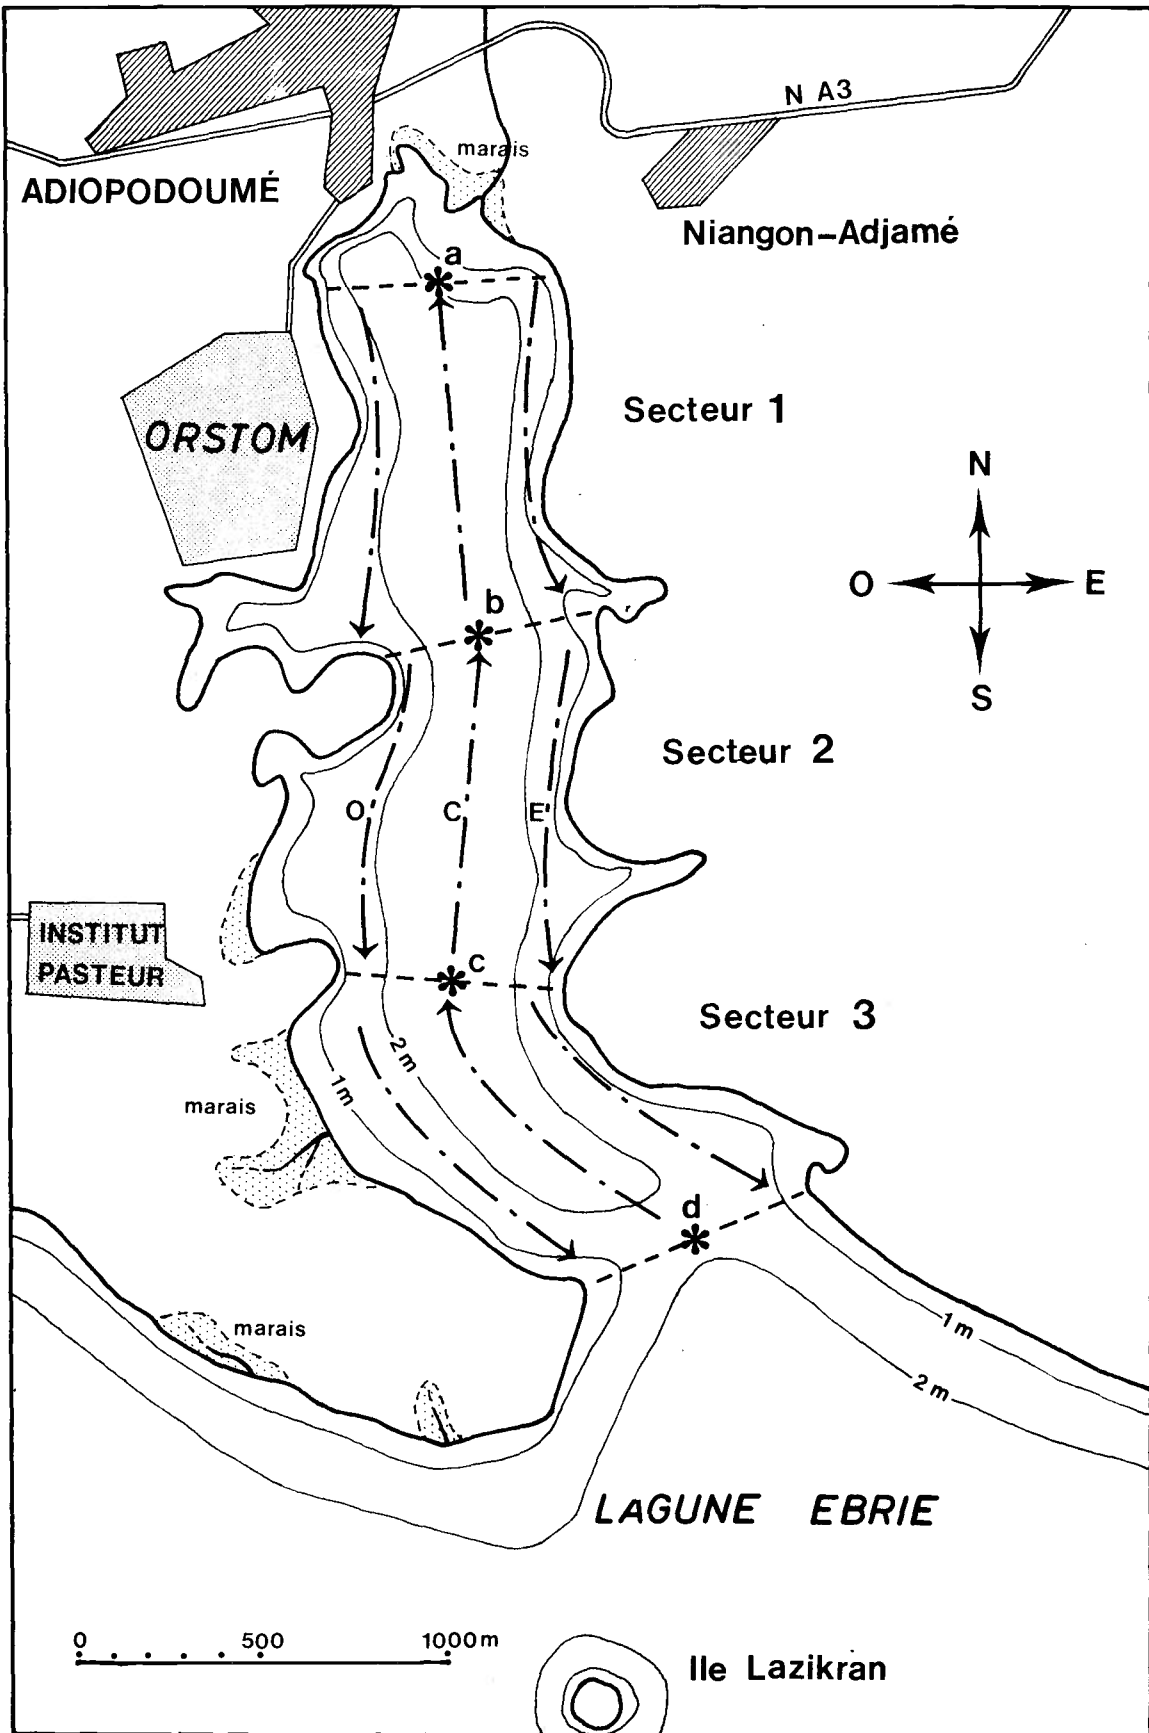 N A3
marais
ADIOPODOUMÉ
Niangon-Adjamé
a
Secteur 1
ORSTOM
N
O
E
S
b
Secteur 2
O
C
E
INSTITUT
PASTEUR
c
Secteur 3
2 m
1 m
marais
d
marais
1 m
2 m
LAGUNE EBRIE
0
500
1000 m
Ile Lazikran